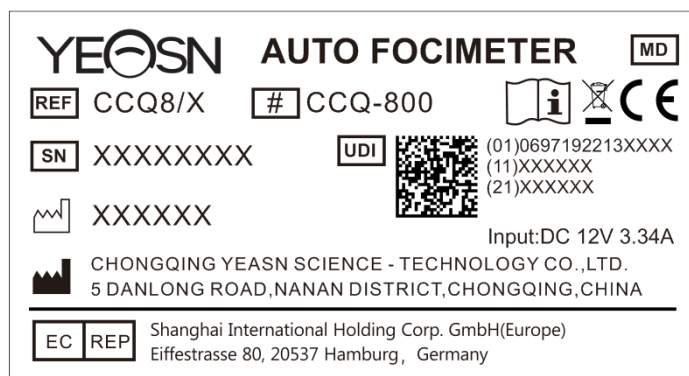 YEASN AUTO FOCIMETER MD
REF CCQ8/X # CCQ-800
SN XXXXXXXX UDI (01)0697192213XXXX
(11)XXXXXX
(21)XXXXXX
XXXXXX
Input:DC 12V 3.34A
CHONGQING YEASN SCIENCE - TECHNOLOGY CO.,LTD.
5 DANLONG ROAD,NANAN DISTRICT,CHONGQING,CHINA
EC REP Shanghai International Holding Corp. GmbH(Europe)
Eiffestrasse 80, 20537 Hamburg, Germany